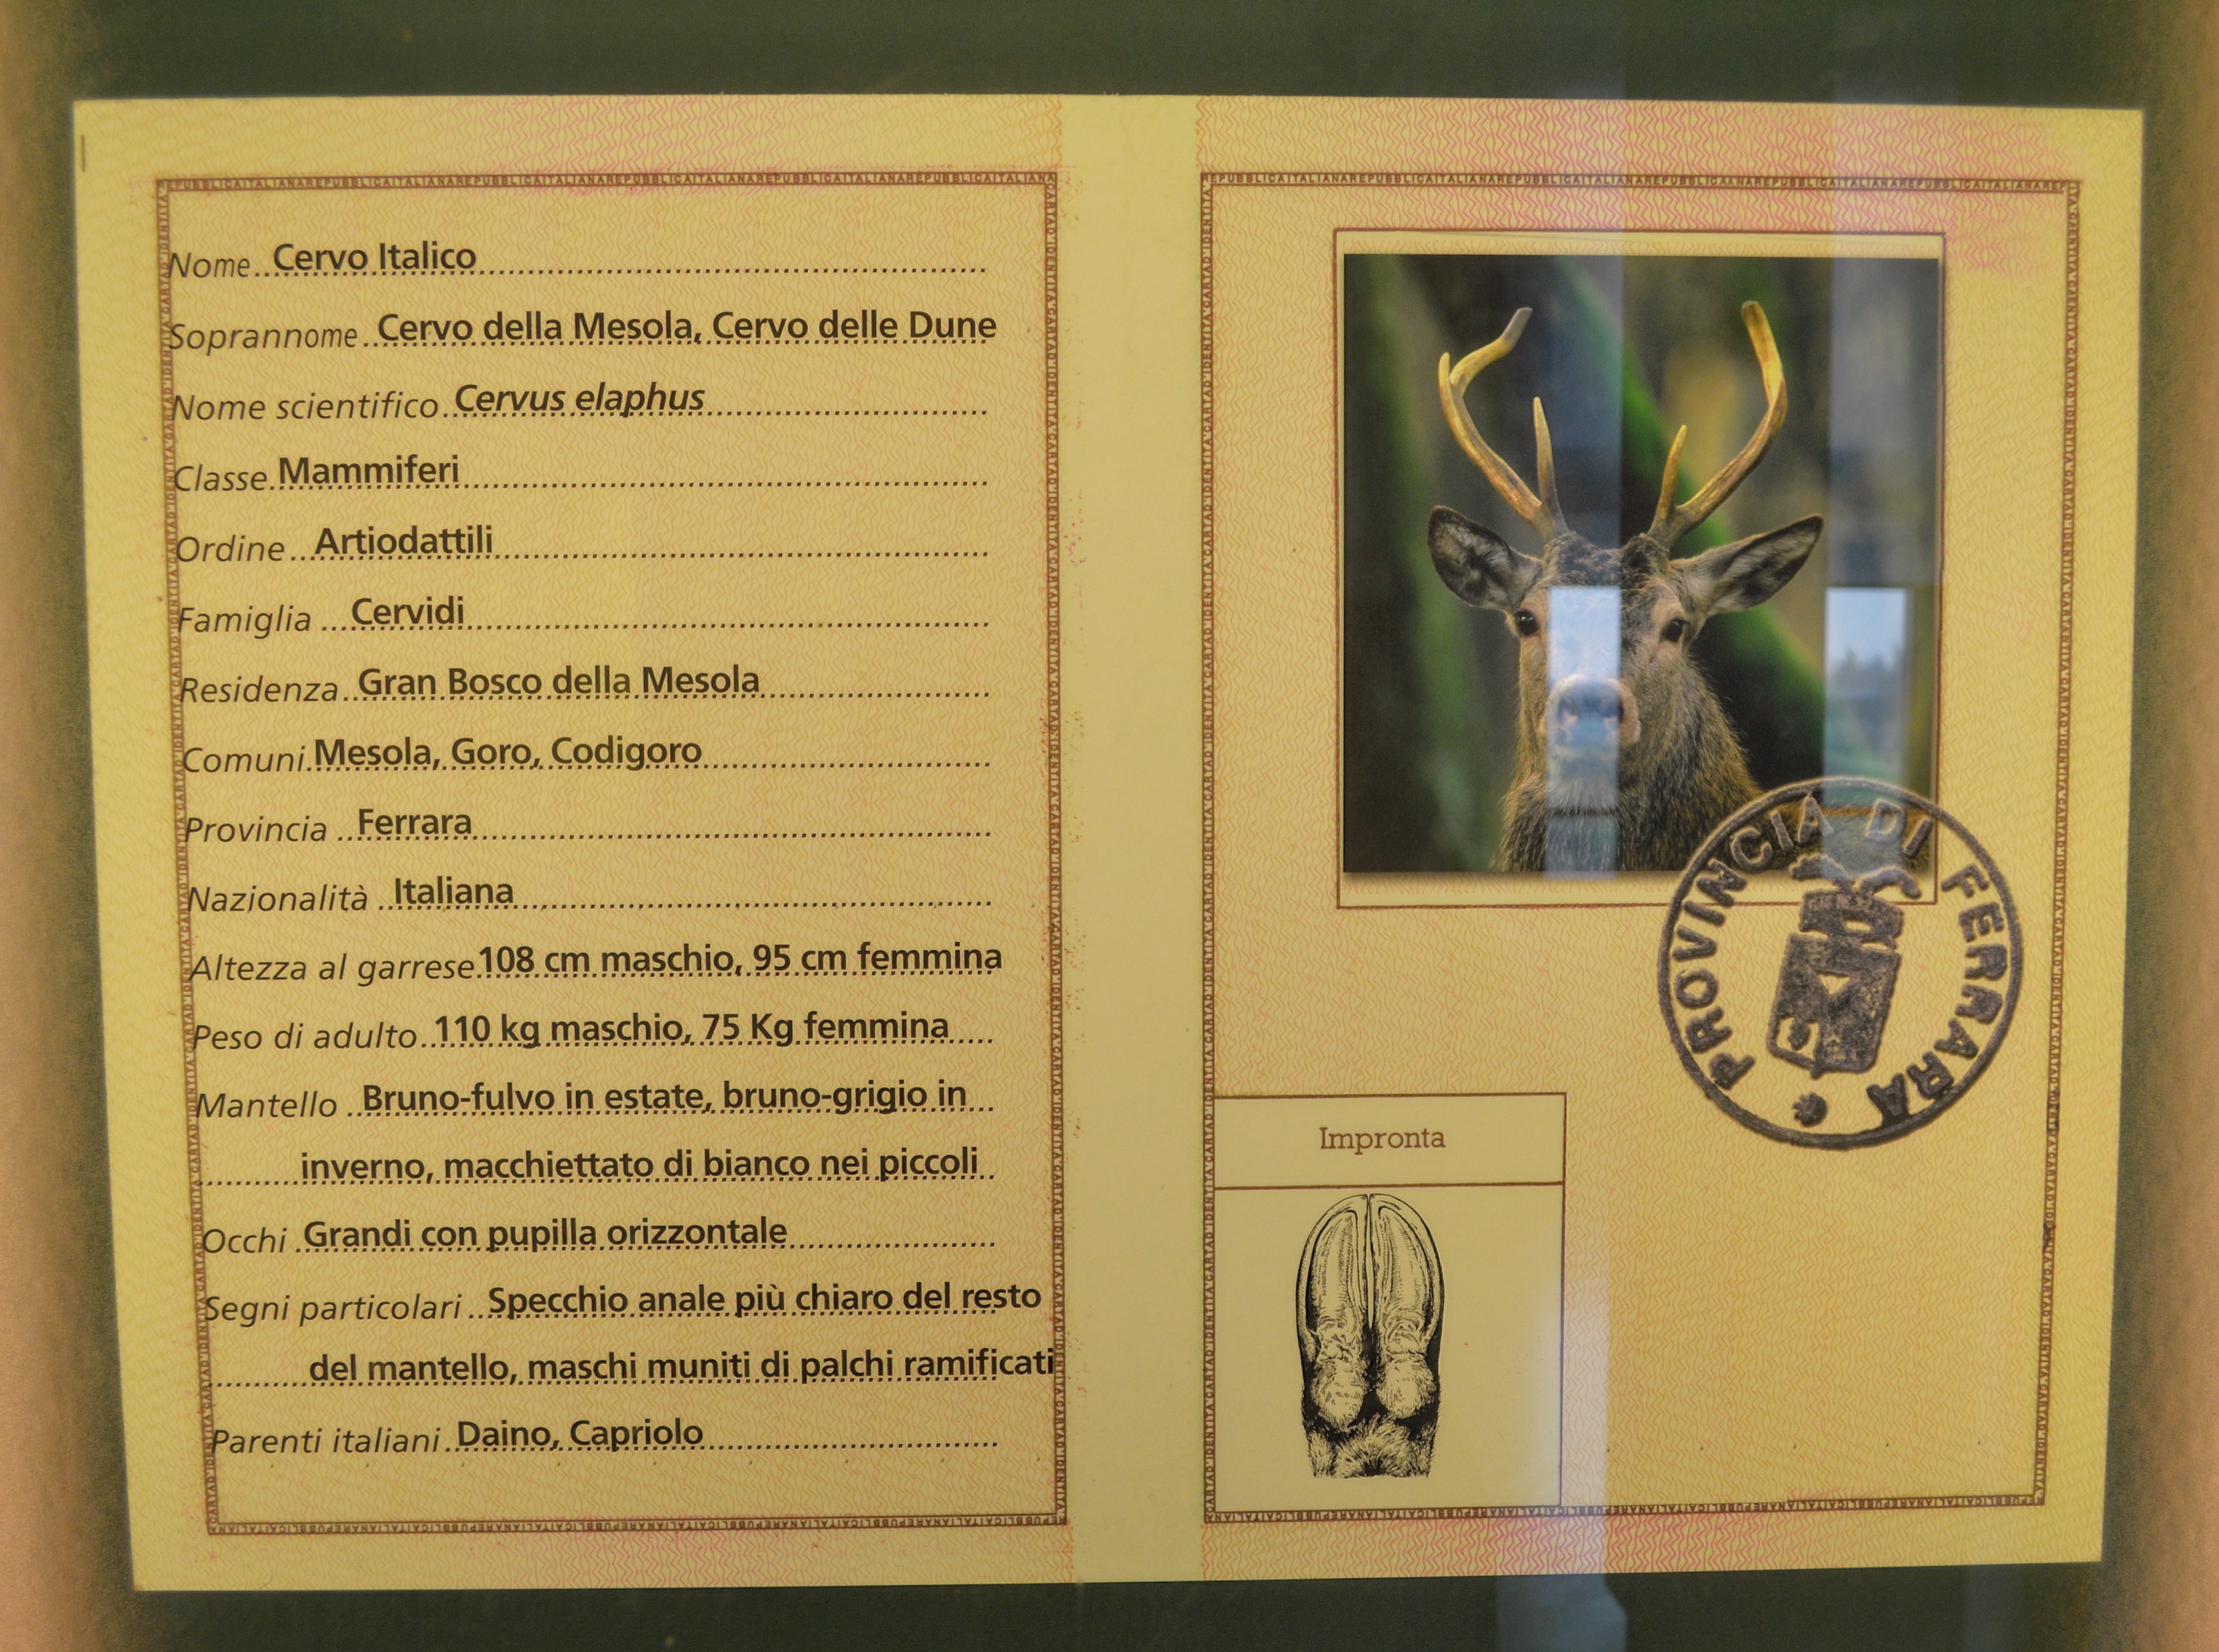 Nome Cervo Italico
Soprannome Cervo della Mesola, Cervo delle Dune
Nome scientifico Cervus elaphus
Classe Mammiferi
Ordine Artiodattili
Famiglia Cervidi
Residenza Gran Bosco della Mesola
Comuni Mesola, Goro, Codigoro
Provincia Ferrara
Nazionalità Italiana
Altezza al garrese 108 cm maschio, 95 cm femmina
Peso di adulto 110 kg maschio, 75 Kg femmina
Mantello Bruno-fulvo in estate, bruno-grigio in
inverno, macchiettato di bianco nei piccoli
Occhi Grandi con pupilla orizzontale
Segni particolari Specchio anale più chiaro del resto
del mantello, maschi muniti di palchi ramificati
Parenti italiani Daino, Capriolo
PROVINCIA DI FERRARA
Impronta